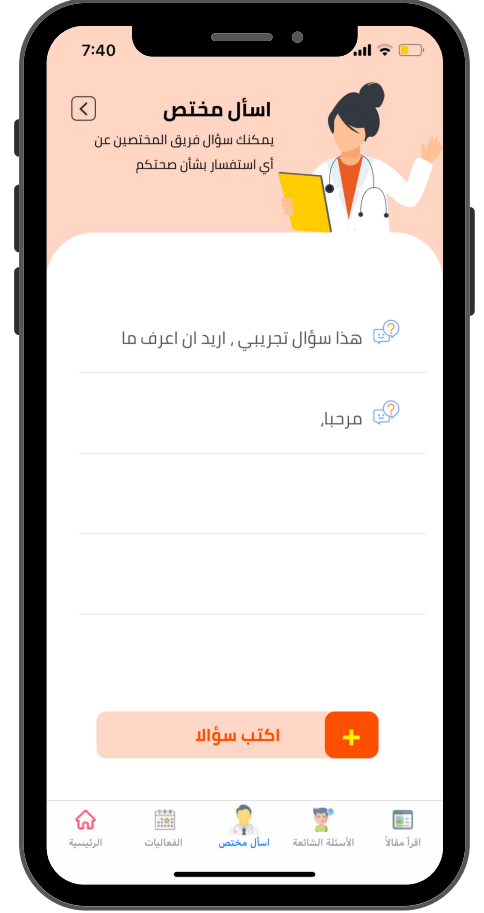 7:40
اسأل مختص
يمكنك سؤال فريق المختصين عن
أي استفسار بشأن صحتكم
هذا سؤال تجريبي , اريد ان اعرف ما
مرحبا,
اكتب سؤالا
+
اقرأ مقالاً
الأسئلة الشائعة
اسأل مختص
الفعاليات
الرئيسية